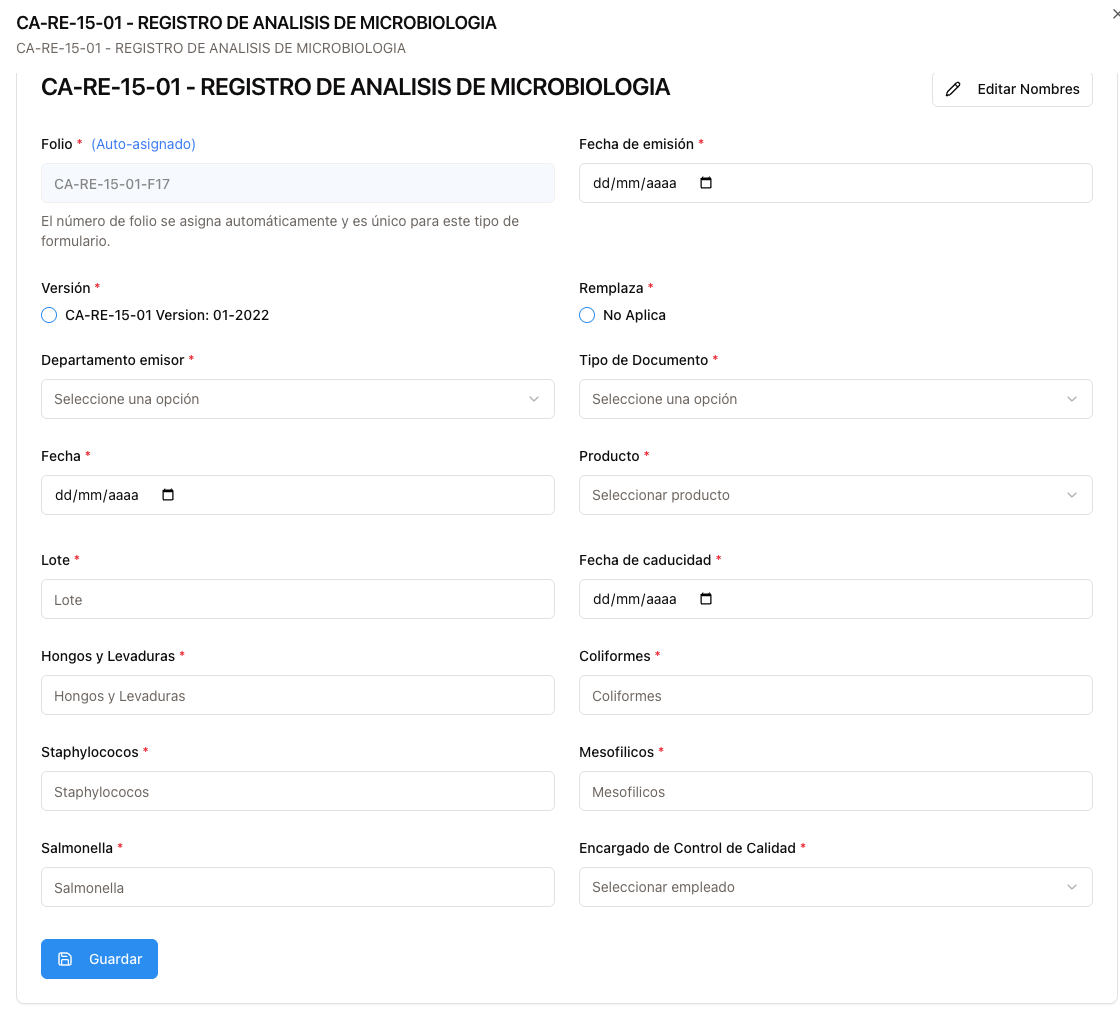 CA-RE-15-01 - REGISTRO DE ANALISIS DE MICROBIOLOGIA
CA-RE-15-01 - REGISTRO DE ANALISIS DE MICROBIOLOGIA
CA-RE-15-01 - REGISTRO DE ANALISIS DE MICROBIOLOGIA
Editar Nombres
Folio * (Auto-asignado)
CA-RE-15-01-F17
El número de folio se asigna automáticamente y es único para este tipo de
formulario.
Fecha de emisión *
dd/mm/aaaa
Versión *
CA-RE-15-01 Version: 01-2022
Remplaza *
No Aplica
Departamento emisor *
Seleccione una opción
Tipo de Documento *
Seleccione una opción
Fecha *
dd/mm/aaaa
Producto *
Seleccionar producto
Lote *
Lote
Fecha de caducidad *
dd/mm/aaaa
Hongos y Levaduras *
Hongos y Levaduras
Coliformes *
Coliformes
Staphylococos *
Staphylococos
Mesofilicos *
Mesofilicos
Salmonella *
Salmonella
Encargado de Control de Calidad *
Seleccionar empleado
Guardar